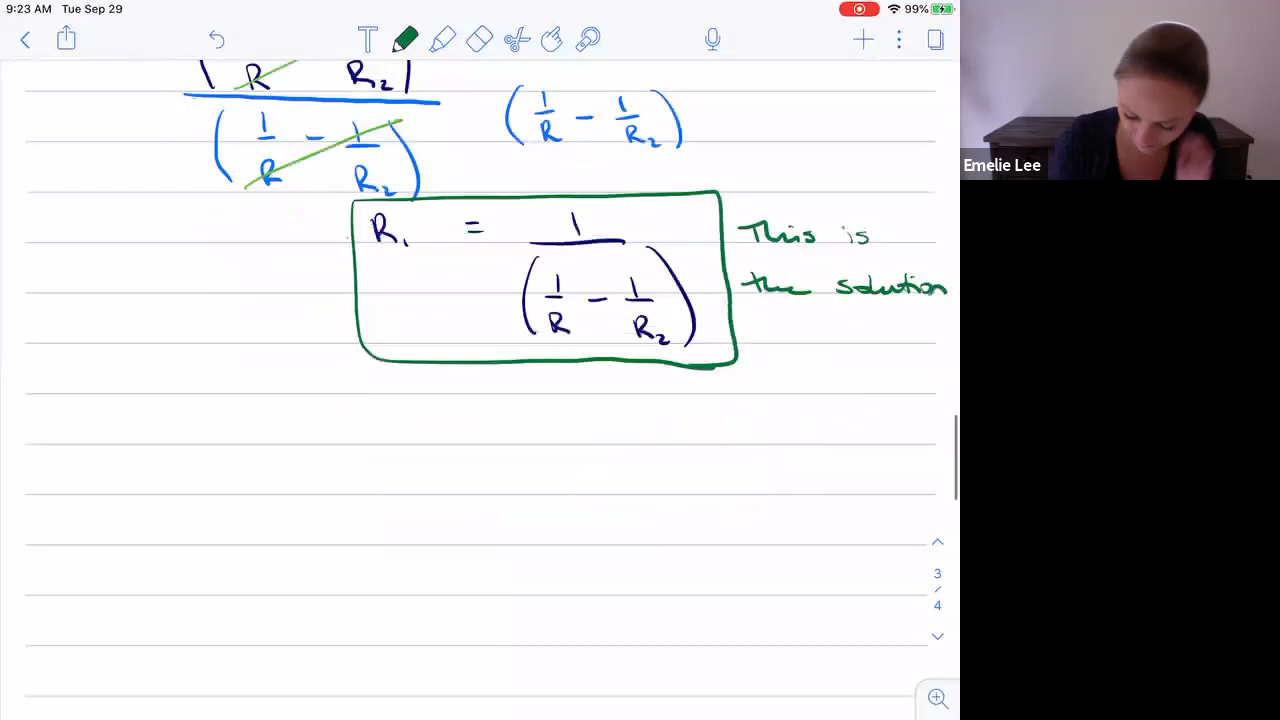 9:23 AM Tue Sep 29
99%
T
R R₂
(1/R - 1/R₂) (1/R - 1/R₂)
R₁ = 1/(1/R - 1/R₂)
This is
the solution
Emelie Lee
3
/
4